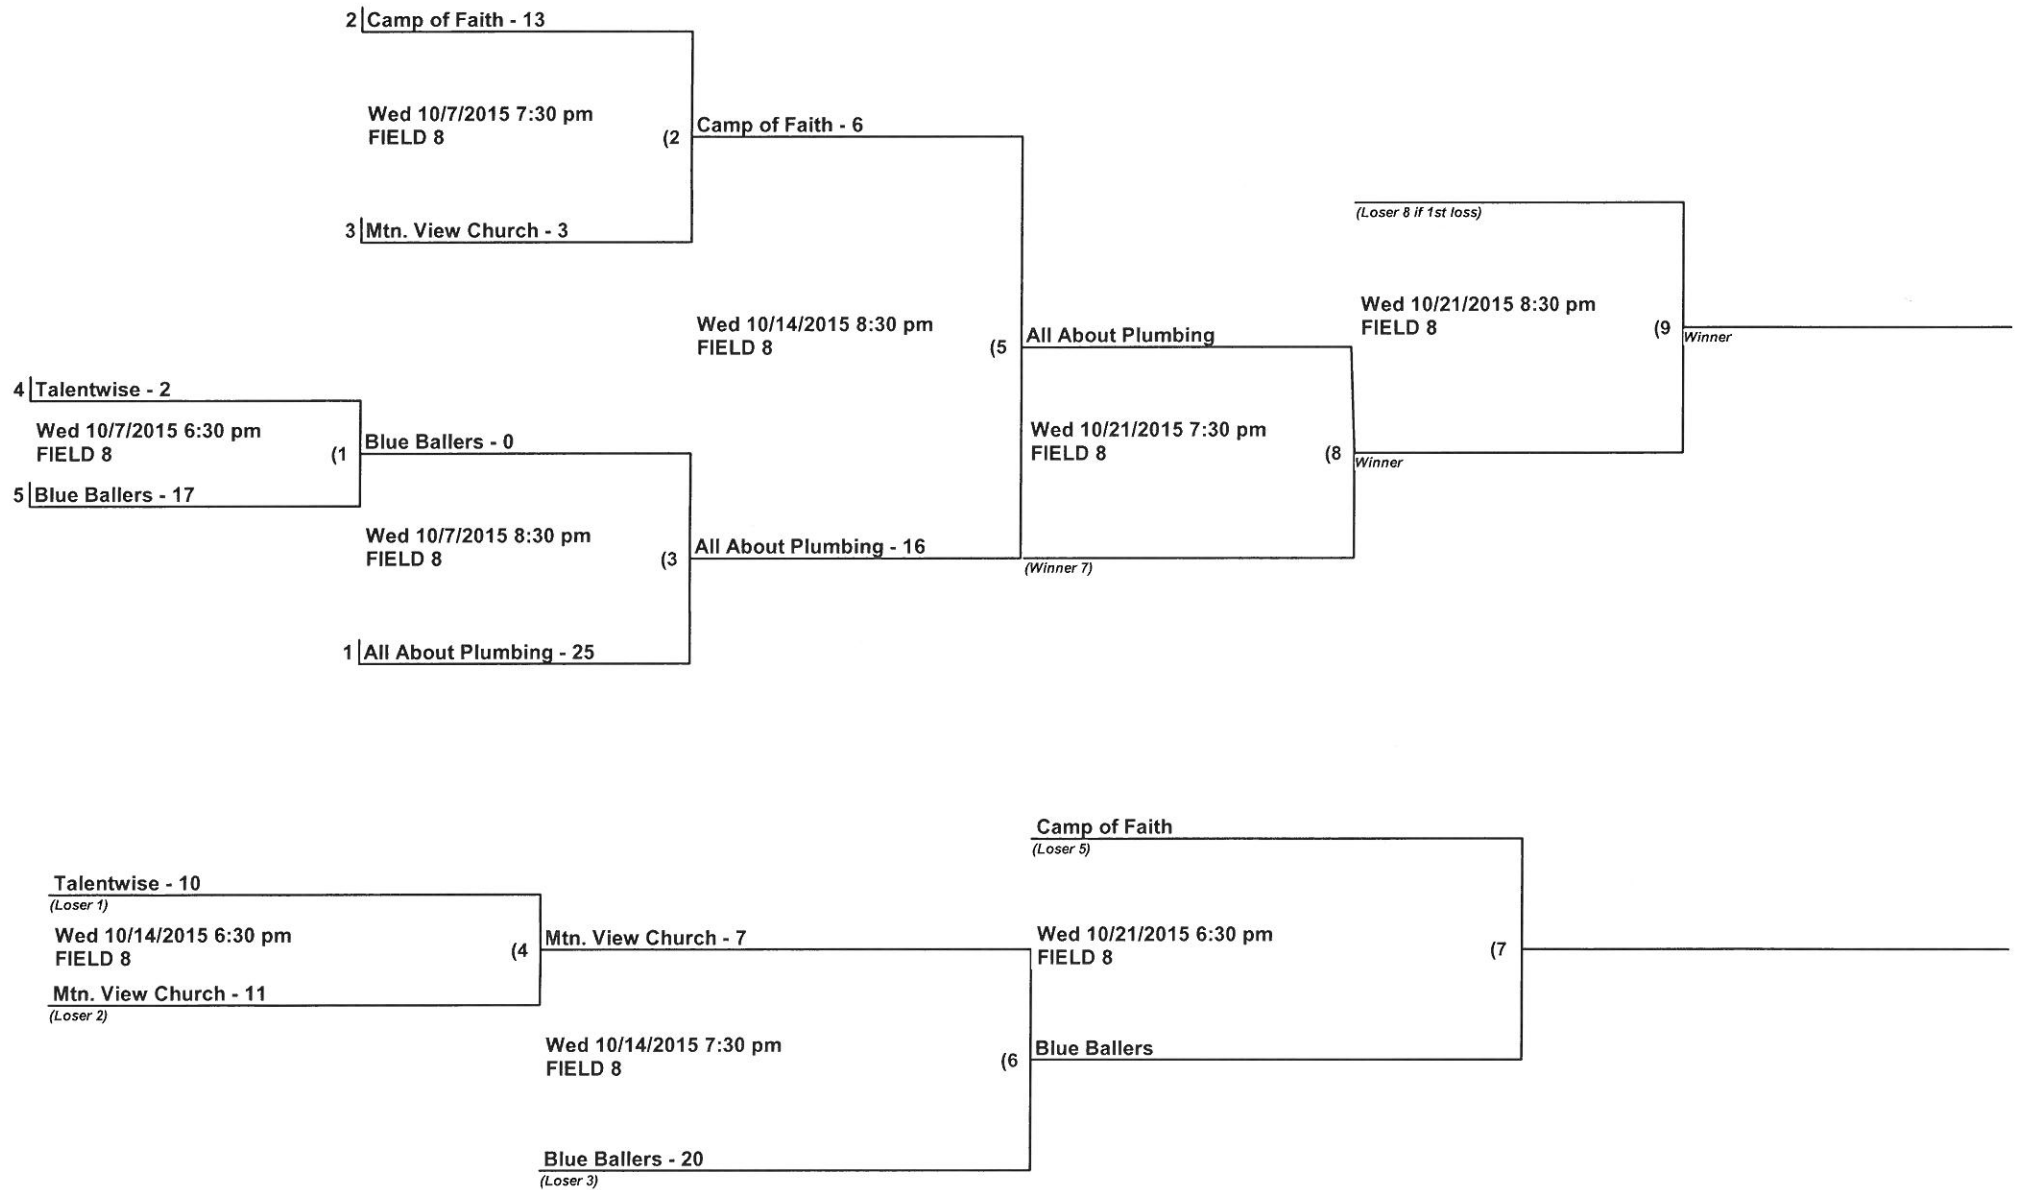 2 Camp of Faith - 13
Wed 10/7/2015 7:30 pm
FIELD 8
(2
3 Mtn. View Church - 3
Camp of Faith - 6
Wed 10/14/2015 8:30 pm
FIELD 8
(5
4 Talentwise - 2
Wed 10/7/2015 6:30 pm
FIELD 8
(1
5 Blue Ballers - 17
Blue Ballers - 0
Wed 10/7/2015 8:30 pm
FIELD 8
(3
1 All About Plumbing - 25
All About Plumbing - 16
All About Plumbing
Wed 10/21/2015 7:30 pm
FIELD 8
(8
(Winner 7)
(Loser 8 if 1st loss)
Wed 10/21/2015 8:30 pm
FIELD 8
(9
Winner
Winner
Talentwise - 10
(Loser 1)
Wed 10/14/2015 6:30 pm
FIELD 8
(4
Mtn. View Church - 11
(Loser 2)
Mtn. View Church - 7
Wed 10/14/2015 7:30 pm
FIELD 8
(6
Blue Ballers - 20
(Loser 3)
Camp of Faith
(Loser 5)
Wed 10/21/2015 6:30 pm
FIELD 8
(7
Blue Ballers